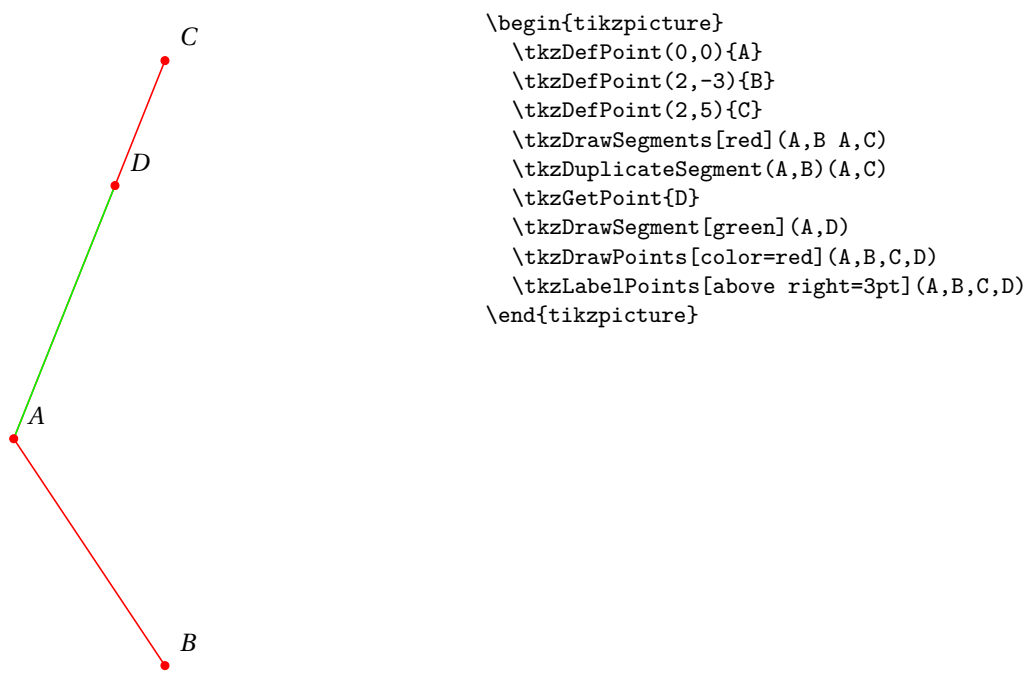 C
D
A
B
\begin{tikzpicture}
  \tkzDefPoint(0,0){A}
  \tkzDefPoint(2,-3){B}
  \tkzDefPoint(2,5){C}
  \tkzDrawSegments[red](A,B A,C)
  \tkzDuplicateSegment(A,B)(A,C)
  \tkzGetPoint{D}
  \tkzDrawSegment[green](A,D)
  \tkzDrawPoints[color=red](A,B,C,D)
  \tkzLabelPoints[above right=3pt](A,B,C,D)
\end{tikzpicture}